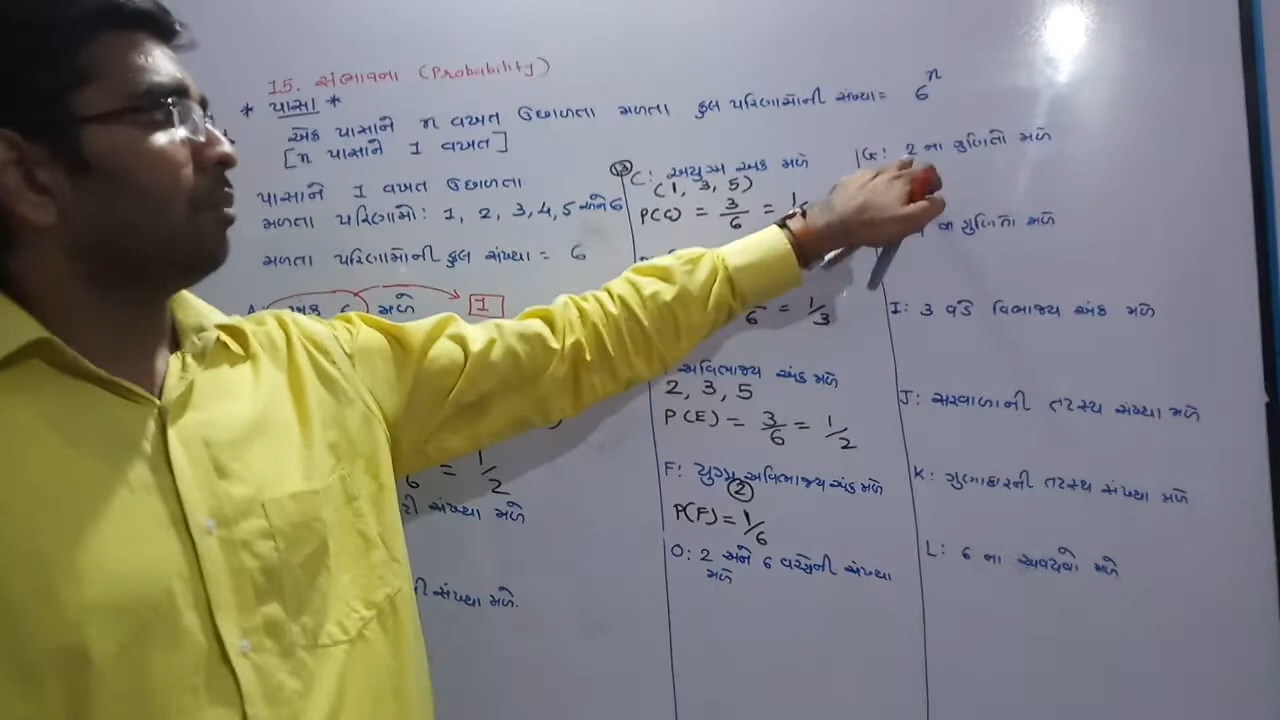 15. સંભાવના (Probability)
* પાસા *
એક પાસાને n વખત ઉછાળતા મળતા કુલ પરિણામોની સંખ્યા = 6^n
[n પાસાને 1 વખત]
પાસાને 1 વખત ઉછાળતા
મળતા પરિણામો: 1, 2, 3, 4, 5 અને 6
મળતા પરિણામોની કુલ સંખ્યા = 6
અંક 6 મળે
1
6 = 1/2
સંખ્યા મળે
સંખ્યા મળે.
C: અયુગ્મ અંક મળે
(1, 3, 5)
P(C) = 3/6 =
6 = 1/3
અવિભાજ્ય અંક મળે
2, 3, 5
P(E) = 3/6 = 1/2
F: યુગ્મ અવિભાજ્ય અંક મળે
2
P(F) = 1/6
O: 2 અને 6 વચ્ચેની સંખ્યા
મળે
G: 2 ના ગુણિતો મળે
ના ગુણિતો મળે
I: 3 વડે વિભાજ્ય અંક મળે
J: સરવાળાની તટસ્થ સંખ્યા મળે
K: ગુણાકારની તટસ્થ સંખ્યા મળે
L: 6 ના અવયવો મળે